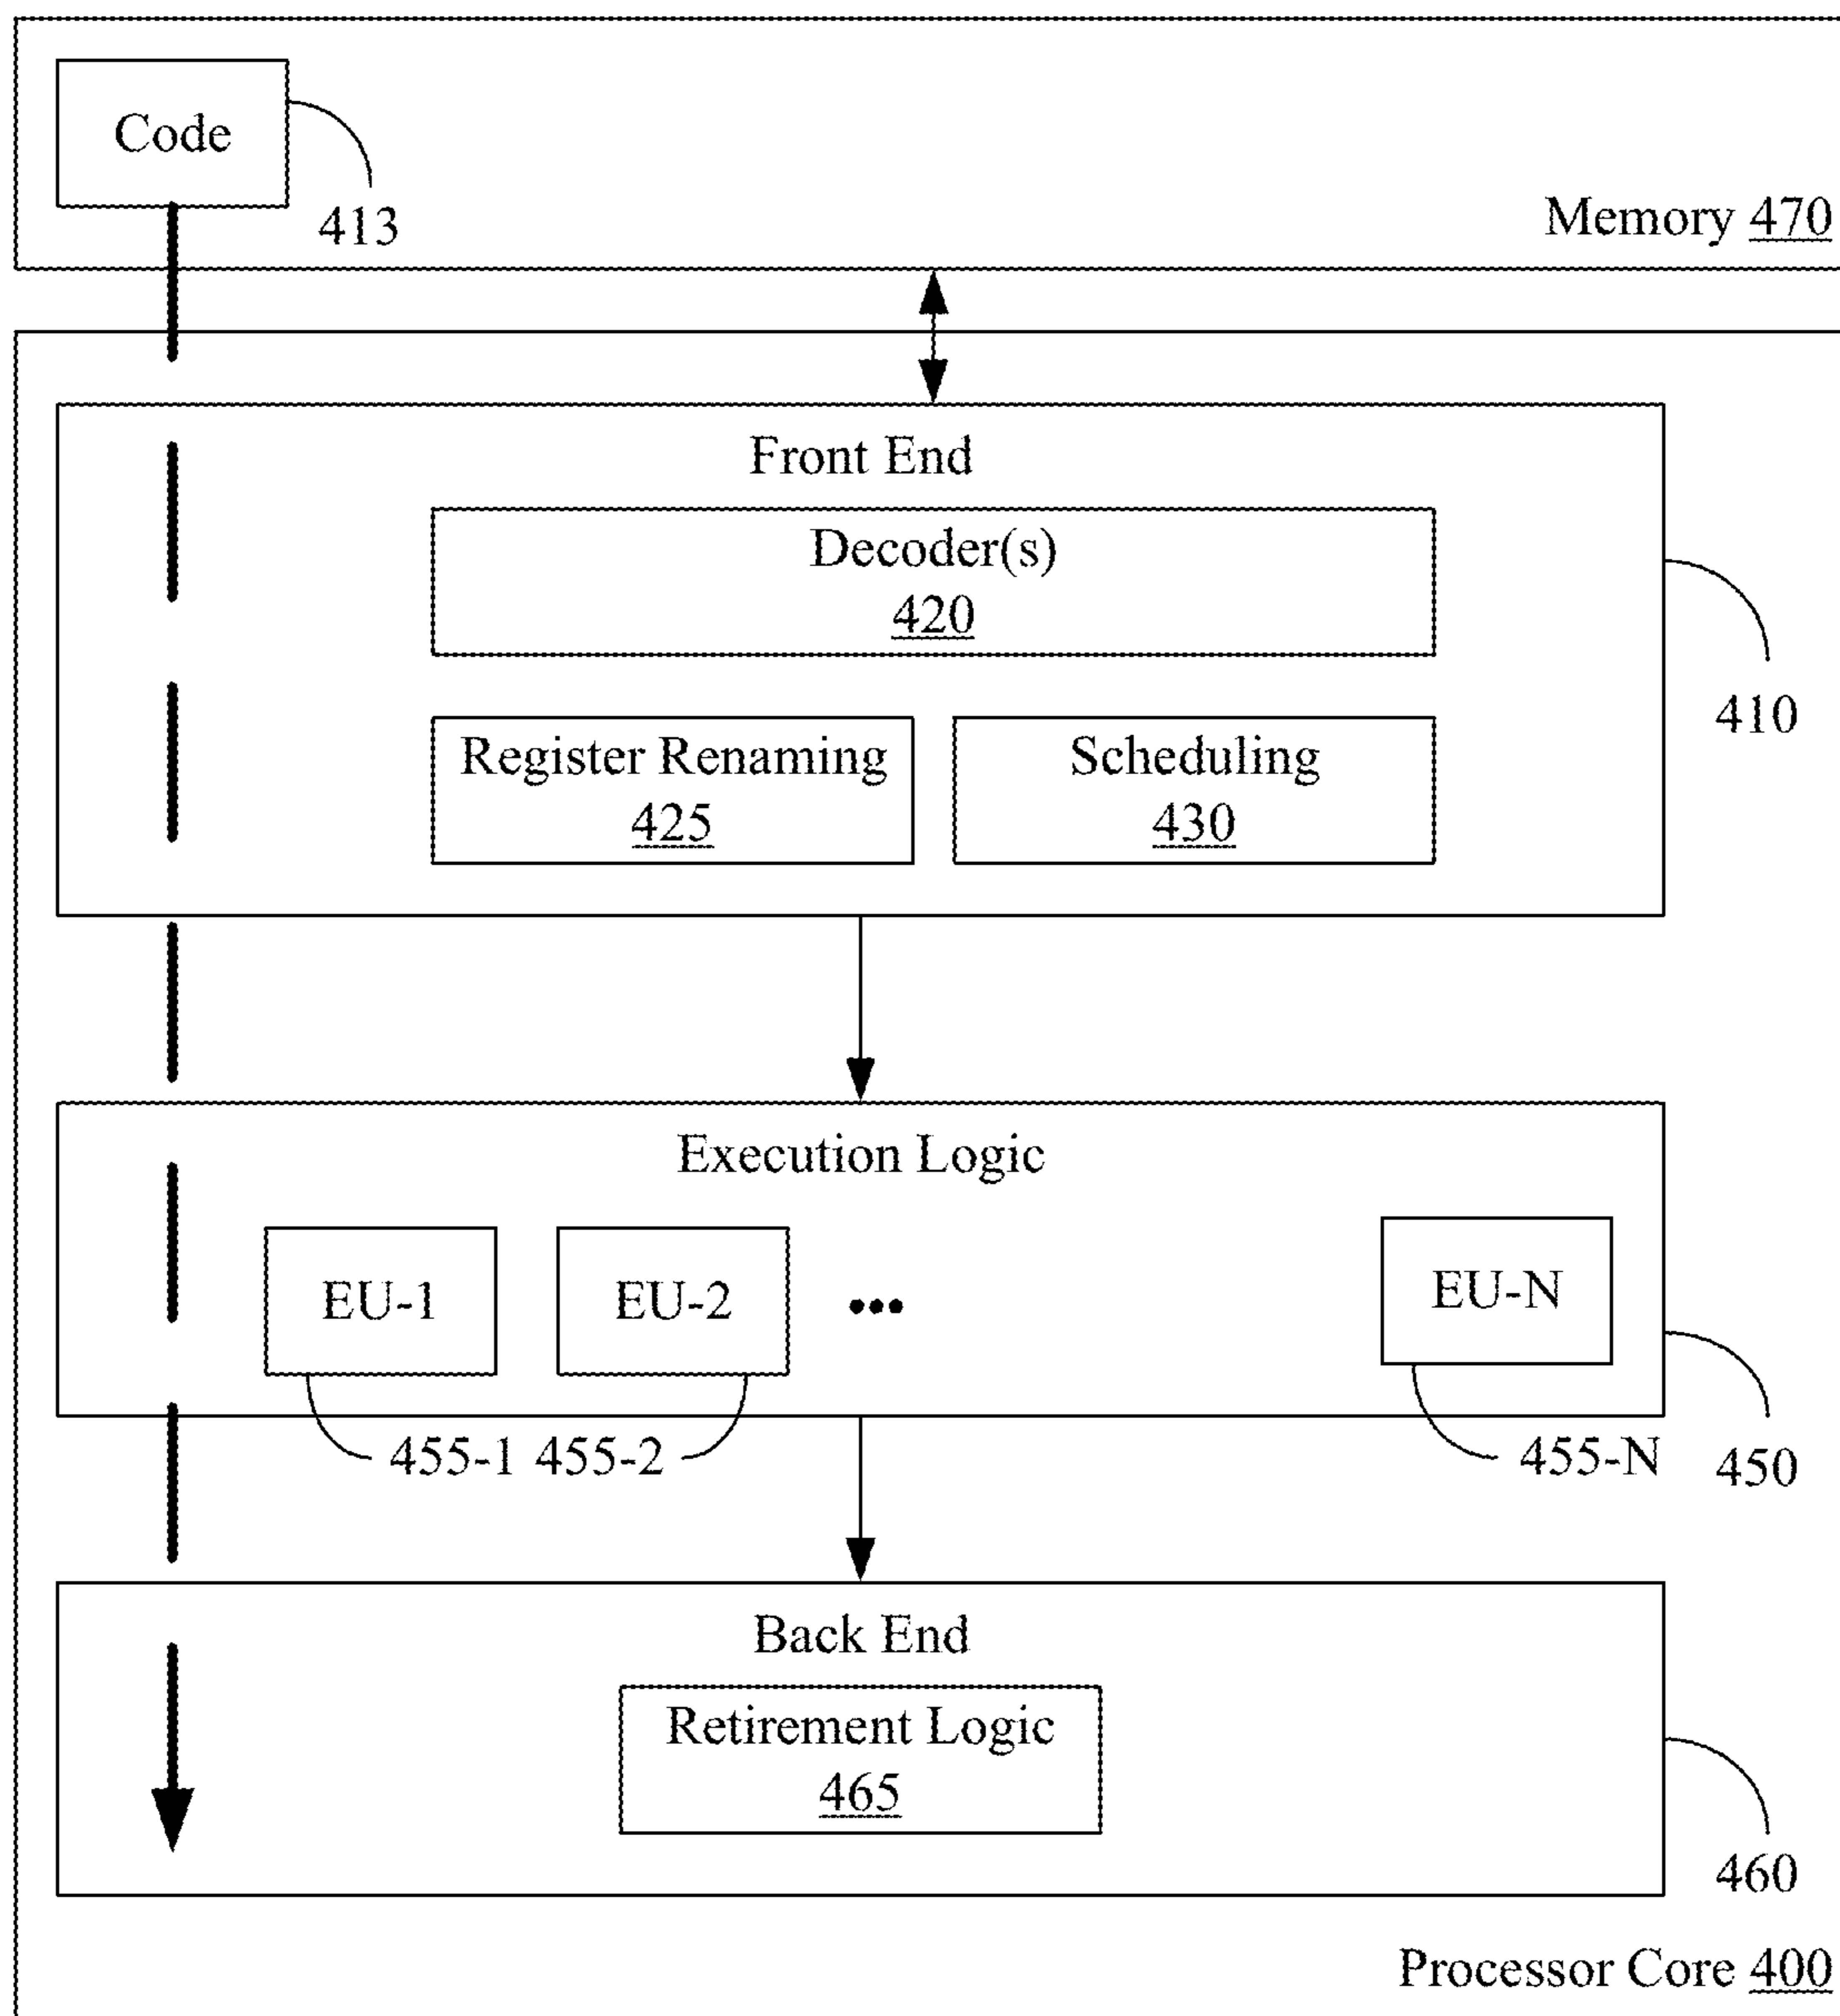 Code
413
Memory 470
Front End
Decoder(s)
420
410
Register Renaming
425
Scheduling
430
Execution Logic
EU-1
EU-2
...
EU-N
455-1
455-2
455-N
450
Back End
Retirement Logic
465
460
Processor Core 400